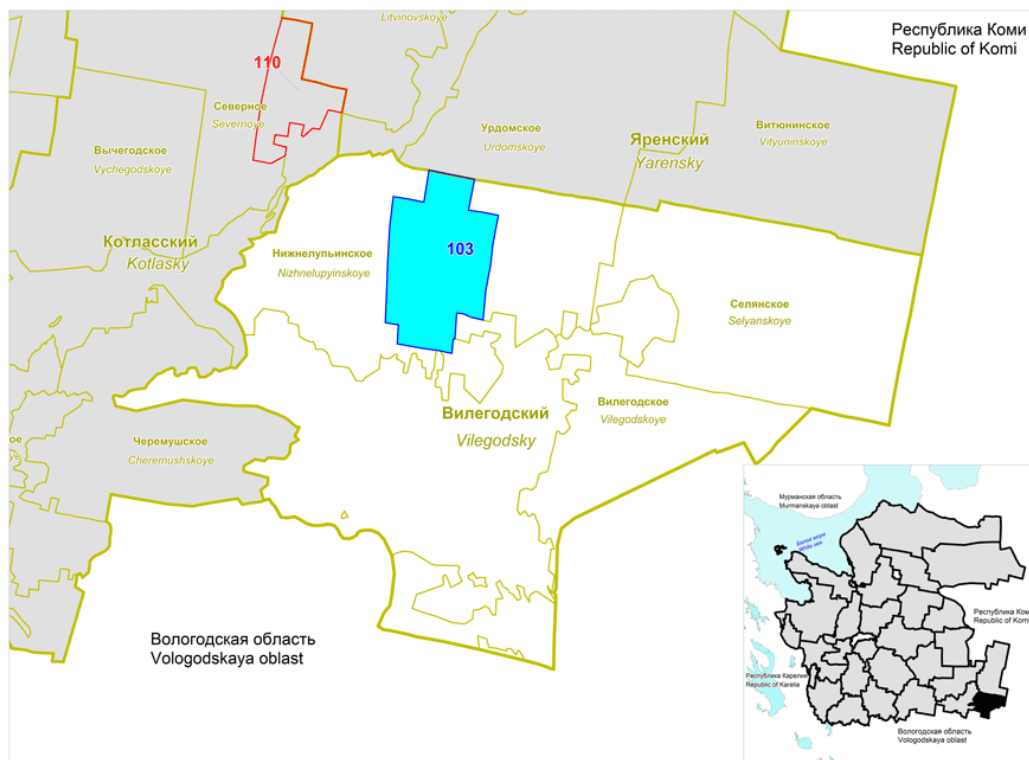 Litvinovskoye
Республика Коми
Republic of Komi
110
Северное
Severnoye
Урдомское
Urdomskoye
Яренский
Yarensky
Витюнинское
Vityuninskoye
Вычегодское
Vychegodskoye
Котласский
Kotlasky
Нижнелупьинское
Nizhnelupyinskoye
103
Селянское
Selyanskoye
Вилегодский
Vilegodsky
Вилегодское
Vilegodskoye
Черемушское
Cheremushskoye
ое
ye
Вологодская область
Vologodskaya oblast
Мурманская область
Murmanskaya oblast
Белое море
White sea
Республика Коми
Republic of Komi
Республика Карелия
Republic of Karelia
Вологодская область
Vologodskaya oblast